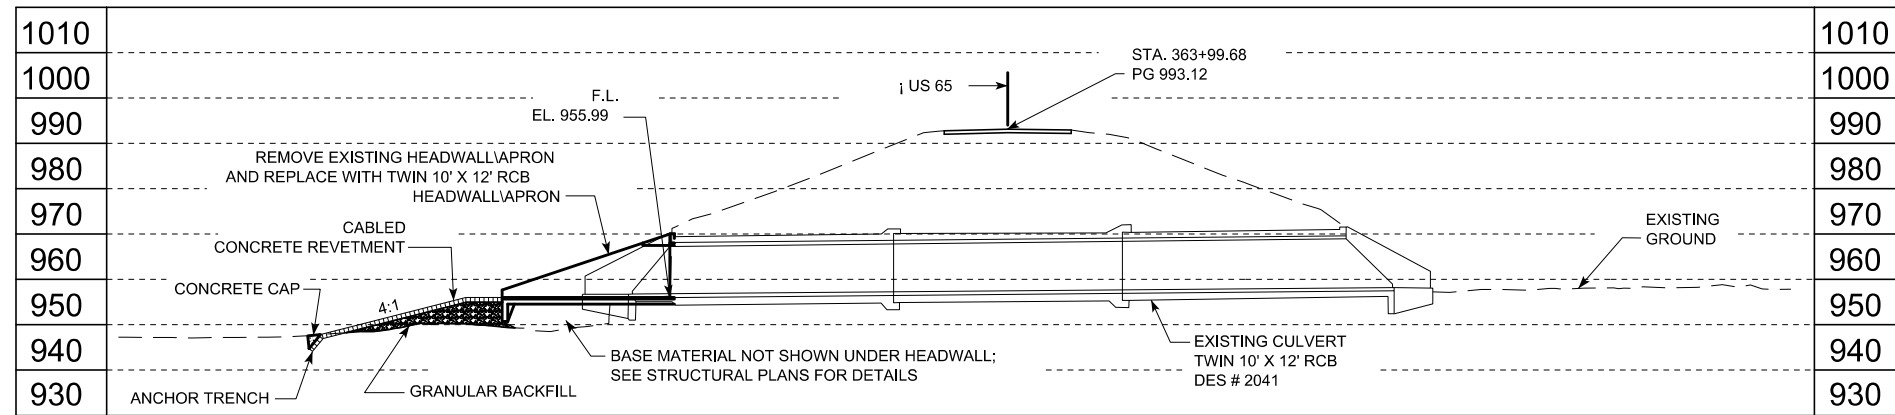 1010
1000
990
980
970
960
950
940
930
STA. 363+99.68
PG 993.12
¡ US 65
F.L.
EL. 955.99
REMOVE EXISTING HEADWALL\APRON
AND REPLACE WITH TWIN 10' X 12' RCB
HEADWALL\APRON
CABLED
CONCRETE REVETMENT
CONCRETE CAP
4:1
ANCHOR TRENCH
GRANULAR BACKFILL
BASE MATERIAL NOT SHOWN UNDER HEADWALL;
SEE STRUCTURAL PLANS FOR DETAILS
EXISTING CULVERT
TWIN 10' X 12' RCB
DES # 2041
EXISTING
GROUND
1010
1000
990
980
970
960
950
940
930